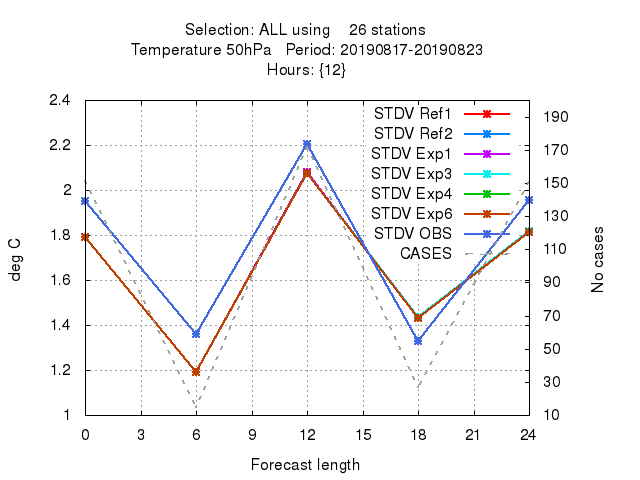 Selection: ALL using 26 stations
Temperature 50hPa Period: 20190817-20190823
Hours: {12}
2.4
2.2
2
1.8
1.6
1.4
1.2
1
deg C
STDV Ref1
STDV Ref2
STDV Exp1
STDV Exp3
STDV Exp4
STDV Exp6
STDV OBS
CASES
190
170
150
130
110
90
70
50
30
10
No cases
0 3 6 9 12 15 18 21 24
Forecast length